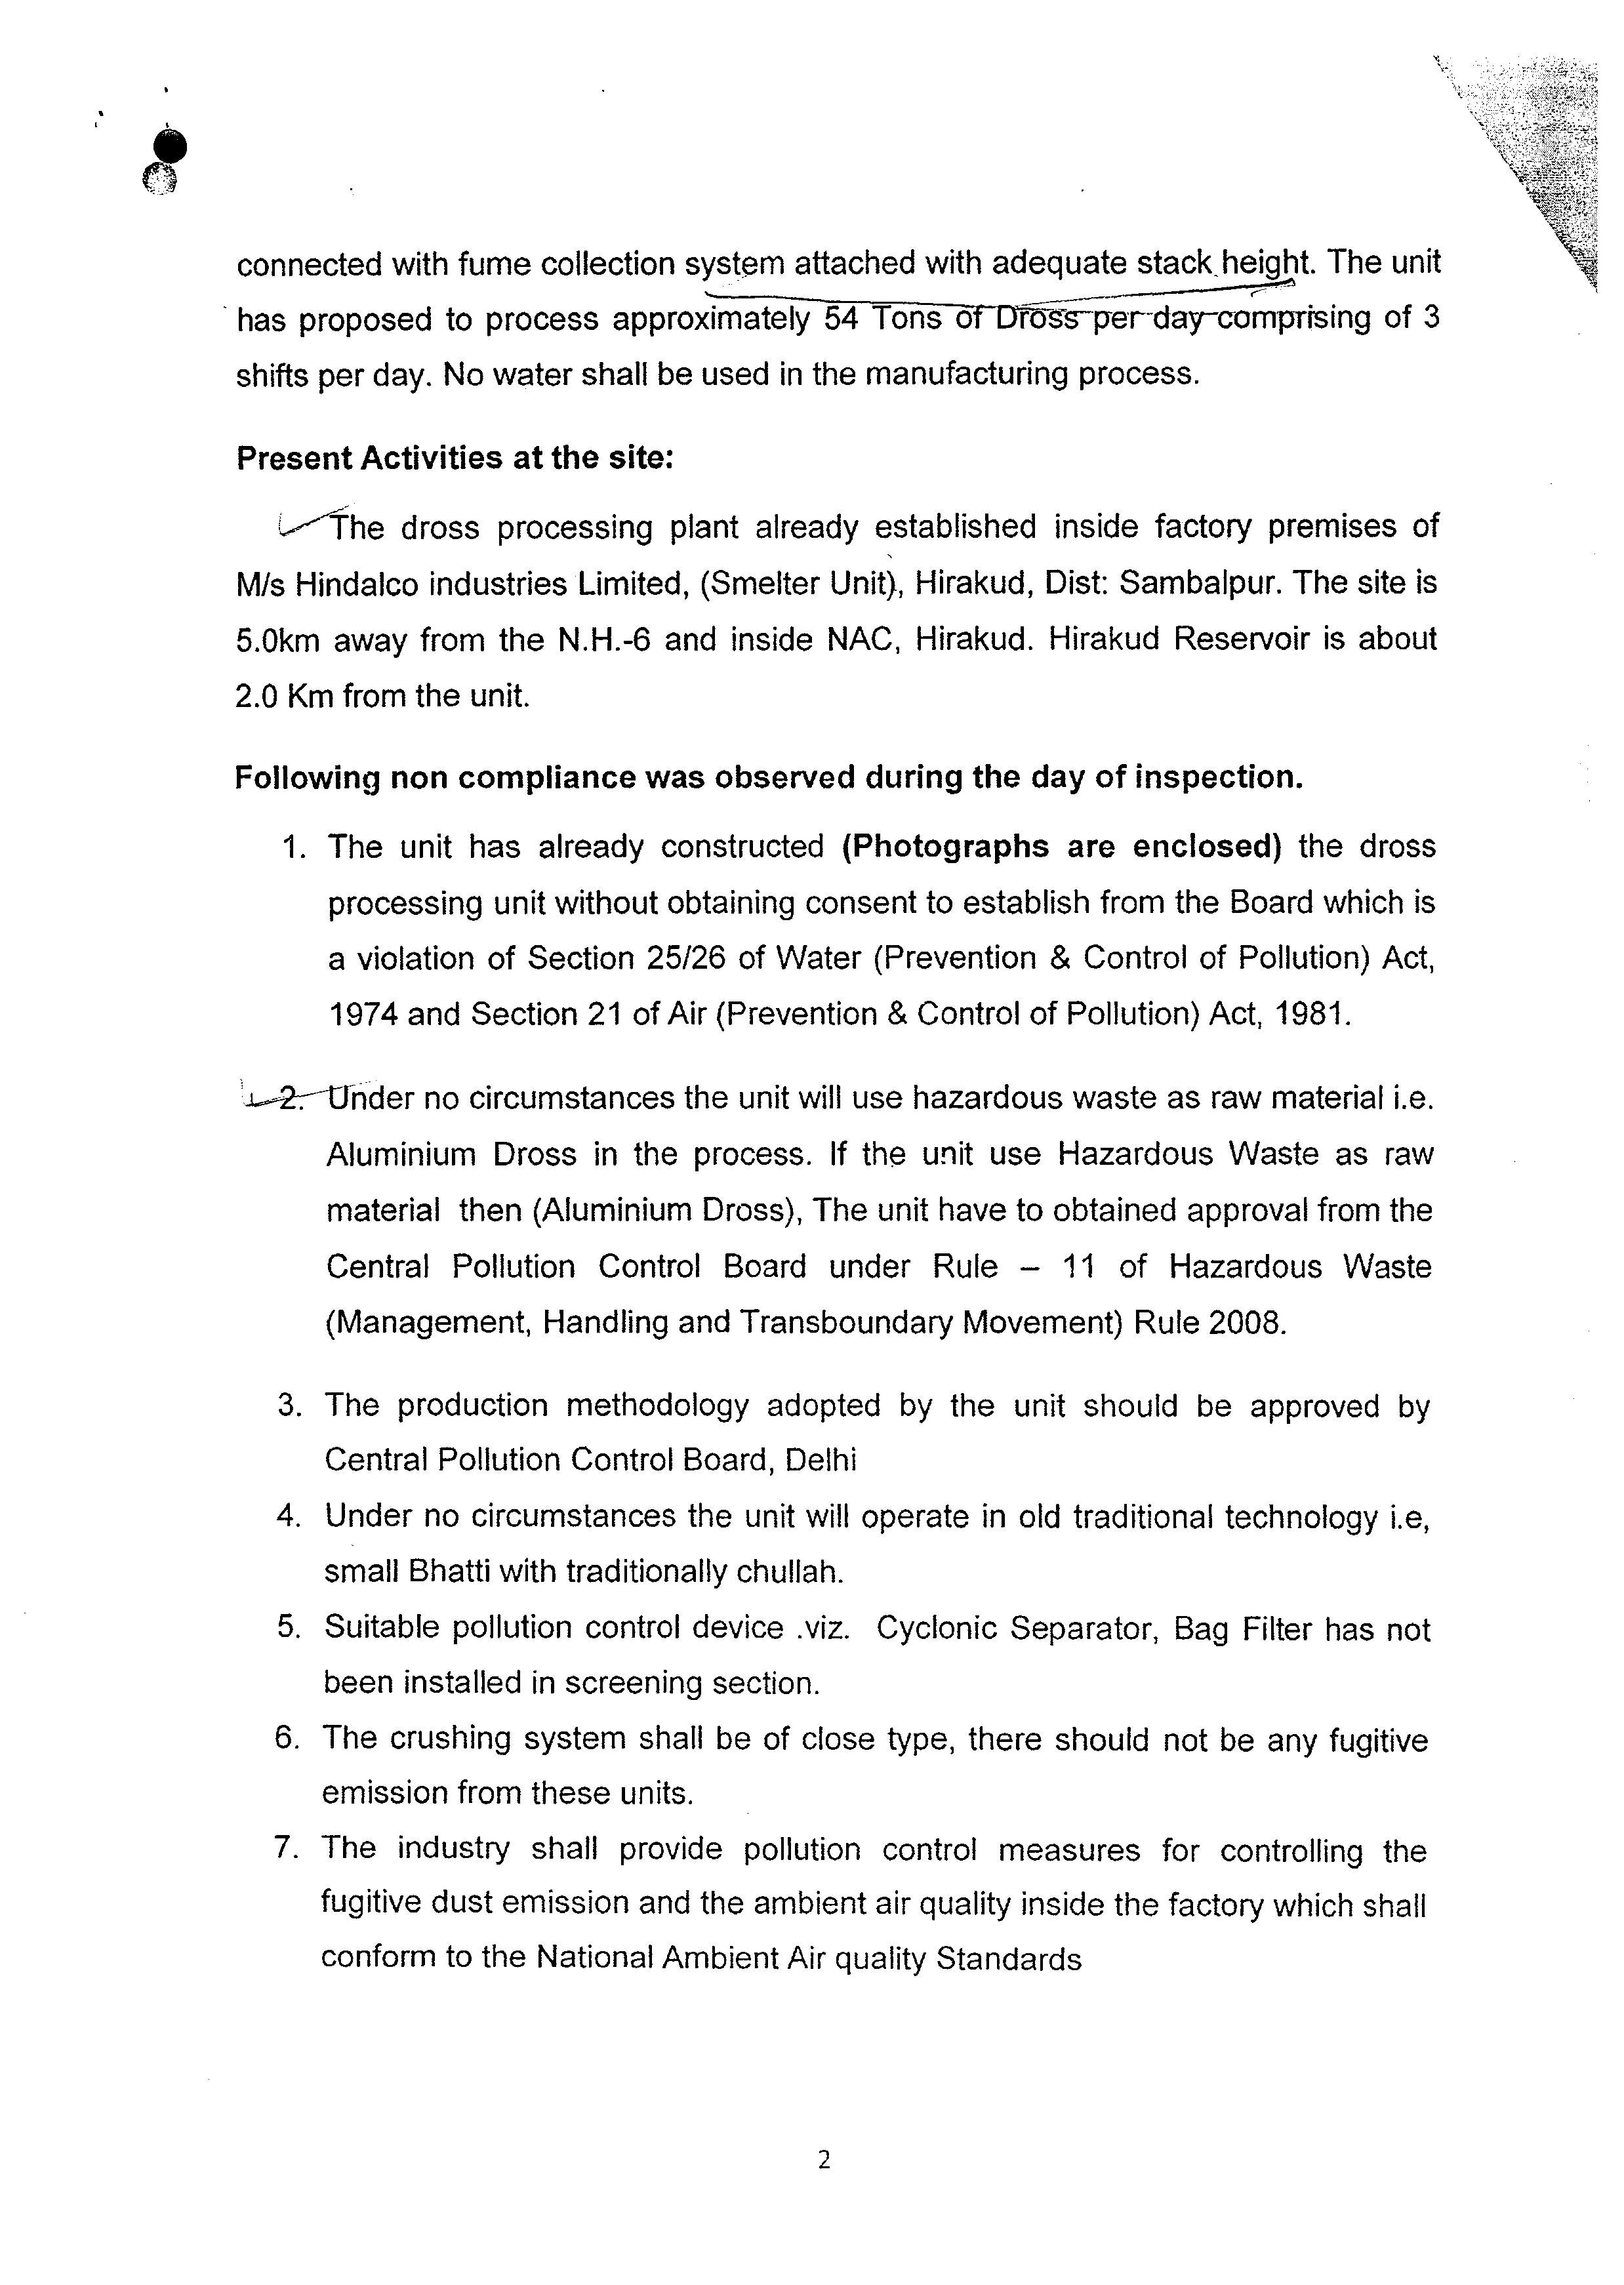 connected with fume collection system attached with adequate stack height. The unit
has proposed to process approximately 54 Tons of Dross per day comprising of 3
shifts per day. No water shall be used in the manufacturing process.
Present Activities at the site:
The dross processing plant already established inside factory premises of
M/s Hindalco industries Limited, (Smelter Unit), Hirakud, Dist: Sambalpur. The site is
5.0km away from the N.H.-6 and inside NAC, Hirakud. Hirakud Reservoir is about
2.0 Km from the unit.
Following non compliance was observed during the day of inspection.
1. The unit has already constructed (Photographs are enclosed) the dross
processing unit without obtaining consent to establish from the Board which is
a violation of Section 25/26 of Water (Prevention & Control of Pollution) Act,
1974 and Section 21 of Air (Prevention & Control of Pollution) Act, 1981.
2. Under no circumstances the unit will use hazardous waste as raw material i.e.
Aluminium Dross in the process. If the unit use Hazardous Waste as raw
material then (Aluminium Dross), The unit have to obtained approval from the
Central Pollution Control Board under Rule – 11 of Hazardous Waste
(Management, Handling and Transboundary Movement) Rule 2008.
3. The production methodology adopted by the unit should be approved by
Central Pollution Control Board, Delhi
4. Under no circumstances the unit will operate in old traditional technology i.e,
small Bhatti with traditionally chullah.
5. Suitable pollution control device .viz. Cyclonic Separator, Bag Filter has not
been installed in screening section.
6. The crushing system shall be of close type, there should not be any fugitive
emission from these units.
7. The industry shall provide pollution control measures for controlling the
fugitive dust emission and the ambient air quality inside the factory which shall
conform to the National Ambient Air quality Standards
2